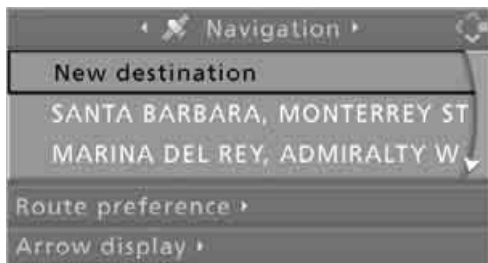 Navigation
New destination
SANTA BARBARA, MONTERREY ST
MARINA DEL REY, ADMIRALTY W
Route preference
Arrow display